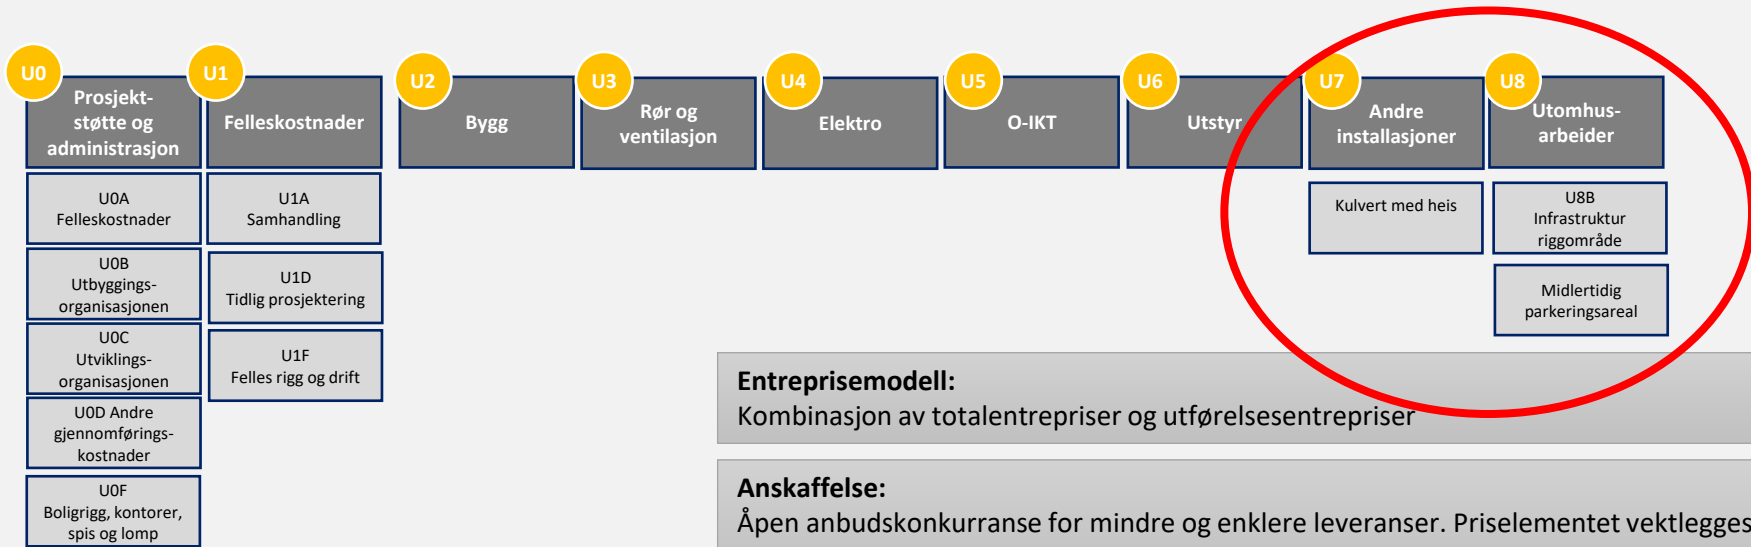 U0
Prosjekt-
støtte og
administrasjon
U0A
Felleskostnader
U0B
Utbyggings-
organisasjonen
U0C
Utviklings-
organisasjonen
U0D Andre
gjennomførings-
kostnader
U0F
Boligrigg, kontorer,
spis og lomp
U1
Felleskostnader
U1A
Samhandling
U1D
Tidlig prosjektering
U1F
Felles rigg og drift
U2
Bygg
U3
Rør og
ventilasjon
U4
Elektro
U5
O-IKT
U6
Utstyr
U7
Andre
installasjoner
Kulvert med heis
U8
Utomhus-
arbeider
U8B
Infrastruktur
riggområde
Midlertidig
parkeringsareal
Entreprisemodell:
Kombinasjon av totalentrepriser og utførelsesentrepriser
Anskaffelse:
Åpen anbudskonkurranse for mindre og enklere leveranser. Priselementet vektlegges